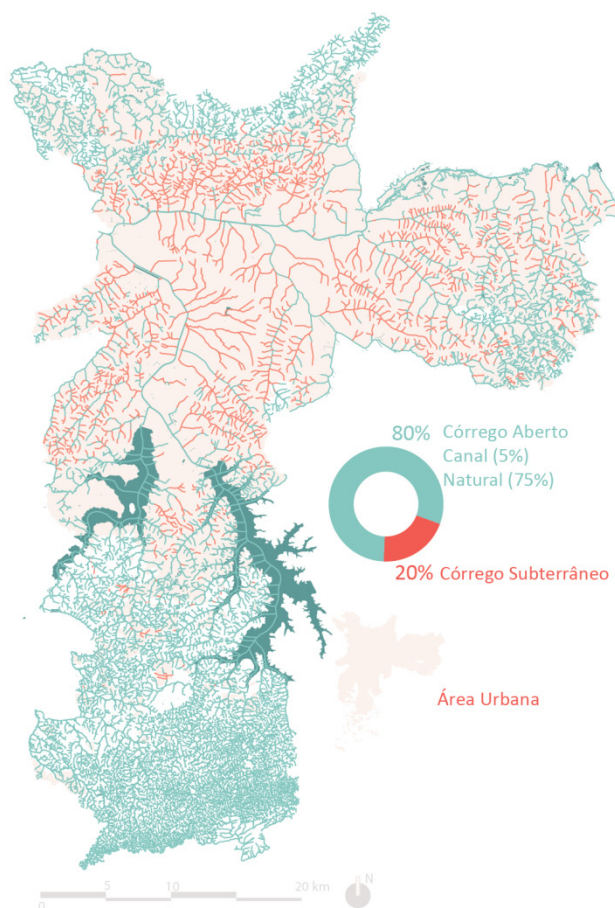 80% Córrego Aberto
Canal (5%)
Natural (75%)
20% Córrego Subterrâneo
Área Urbana
N
5 10 20 km
0